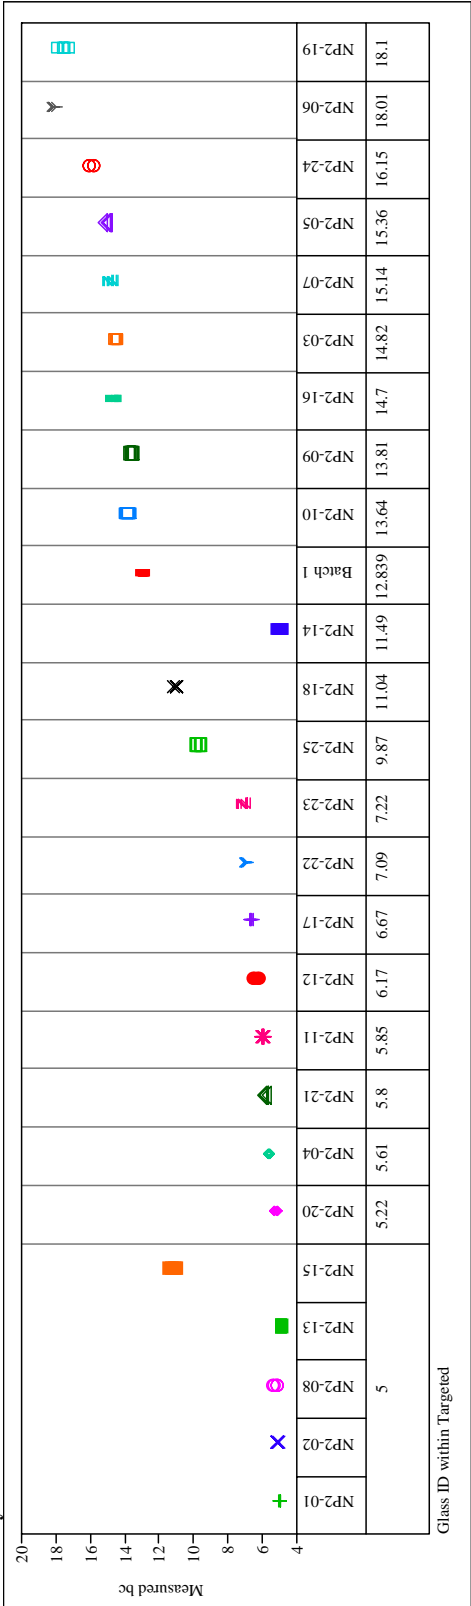 Measured bc
20
18
16
14
12
10
8
6
4
NP2-01
NP2-02
NP2-08
NP2-13
NP2-15
NP2-20
NP2-04
NP2-21
NP2-11
NP2-12
NP2-17
NP2-22
NP2-23
NP2-25
NP2-18
NP2-14
Batch 1
NP2-10
NP2-09
NP2-16
NP2-03
NP2-07
NP2-05
NP2-24
NP2-06
NP2-19
5
5.22
5.61
5.8
5.85
6.17
6.67
7.09
7.22
9.87
11.04
11.49
12.839
13.64
13.81
14.7
14.82
15.14
15.36
16.15
18.01
18.1
Glass ID within Targeted